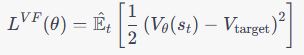 L^{VF}(θ) = Ê_t [ 1/2 (V_θ(s_t) − V_target)^2 ]